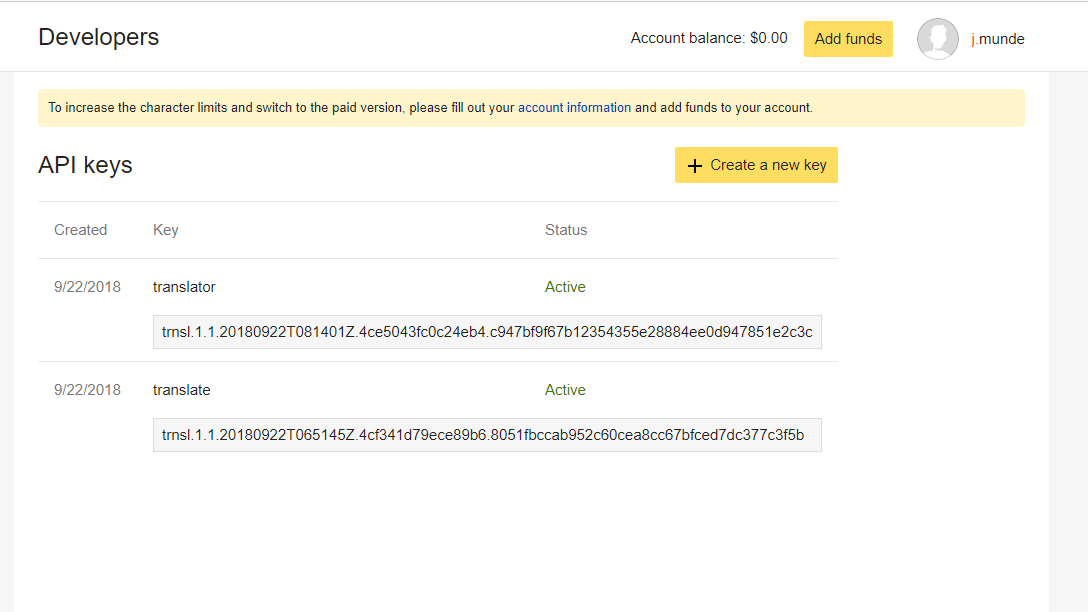 Developers
Account balance: $0.00
Add funds
j.munde
To increase the character limits and switch to the paid version, please fill out your account information and add funds to your account.
API keys
+ Create a new key
Created Key Status
9/22/2018 translator Active
trnsl.1.1.20180922T081401Z.4ce5043fc0c24eb4.c947bf9f67b12354355e28884ee0d947851e2c3c
9/22/2018 translate Active
trnsl.1.1.20180922T065145Z.4cf341d79ece89b6.8051fbccab952c60cea8cc67bfced7dc377c3f5b